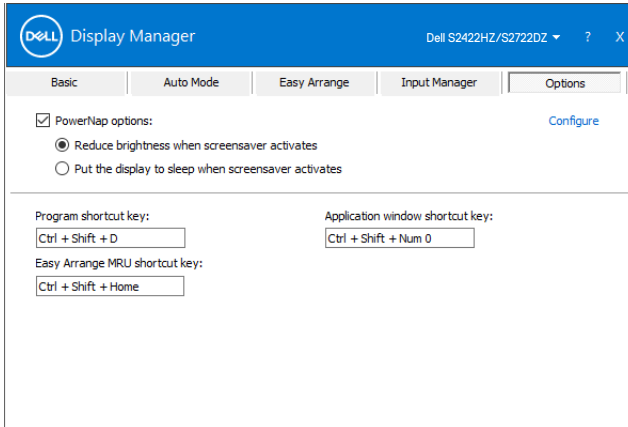 DELL Display Manager Dell S2422HZ/S2722DZ ? X
Basic Auto Mode Easy Arrange Input Manager Options
PowerNap options: Configure
Reduce brightness when screensaver activates
Put the display to sleep when screensaver activates
Program shortcut key: Application window shortcut key:
Ctrl + Shift + D Ctrl + Shift + Num 0
Easy Arrange MRU shortcut key:
Ctrl + Shift + Home